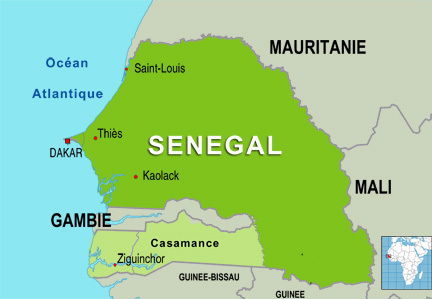 MAURITANIE
Océan
Atlantique
Saint-Louis
Thiès
DAKAR
SENEGAL
Kaolack
MALI
GAMBIE
Casamance
Ziguinchor
GUINEE-BISSAU
GUINEE